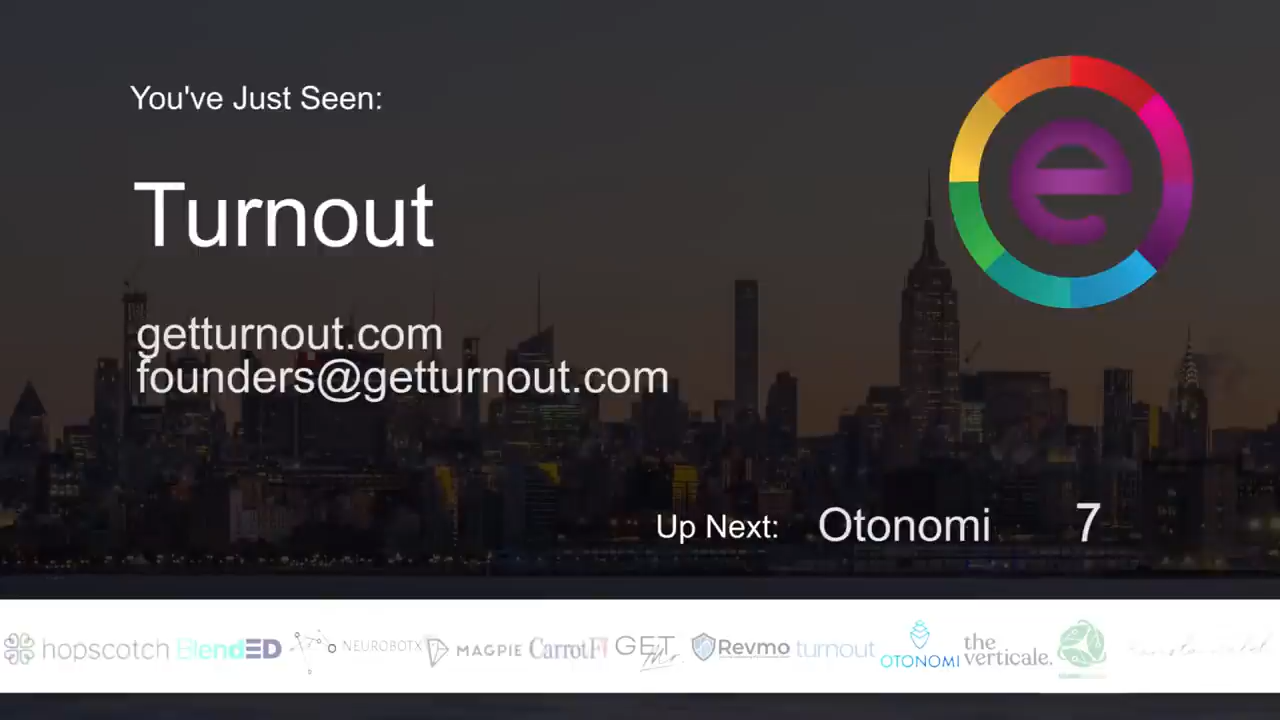 You've Just Seen:
Turnout
getturnout.com
founders@getturnout.com
Up Next: Otonomi 7
hopscotch BlendED NEUROBOTX MAGPIE CarrotFi GET Thr Revmo turnout OTONOMI the verticale.